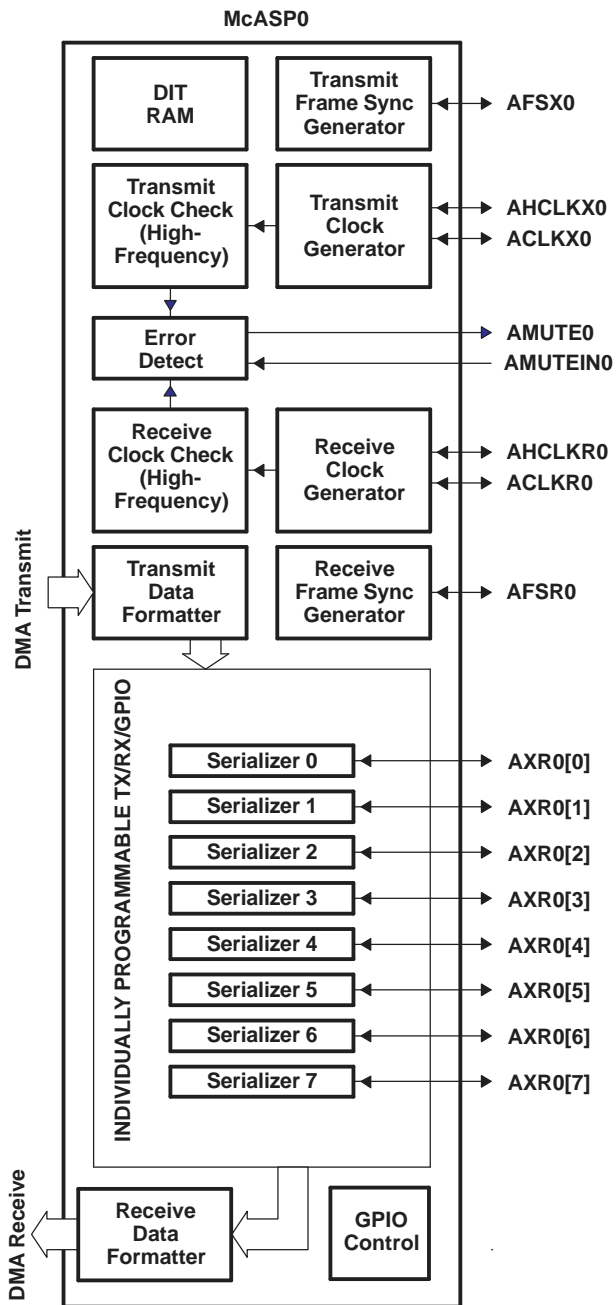 McASP0
DIT
RAM
Transmit
Frame Sync
Generator
AFSX0
Transmit
Clock Check
(High-
Frequency)
Transmit
Clock
Generator
AHCLKX0
ACLKX0
Error
Detect
AMUTE0
AMUTEIN0
Receive
Clock Check
(High-
Frequency)
Receive
Clock
Generator
AHCLKR0
ACLKR0
DMA Transmit
Transmit
Data
Formatter
Receive
Frame Sync
Generator
AFSR0
INDIVIDUALLY PROGRAMMABLE TX/RX/GPIO
Serializer 0
AXR0[0]
Serializer 1
AXR0[1]
Serializer 2
AXR0[2]
Serializer 3
AXR0[3]
Serializer 4
AXR0[4]
Serializer 5
AXR0[5]
Serializer 6
AXR0[6]
Serializer 7
AXR0[7]
DMA Receive
Receive
Data
Formatter
GPIO
Control